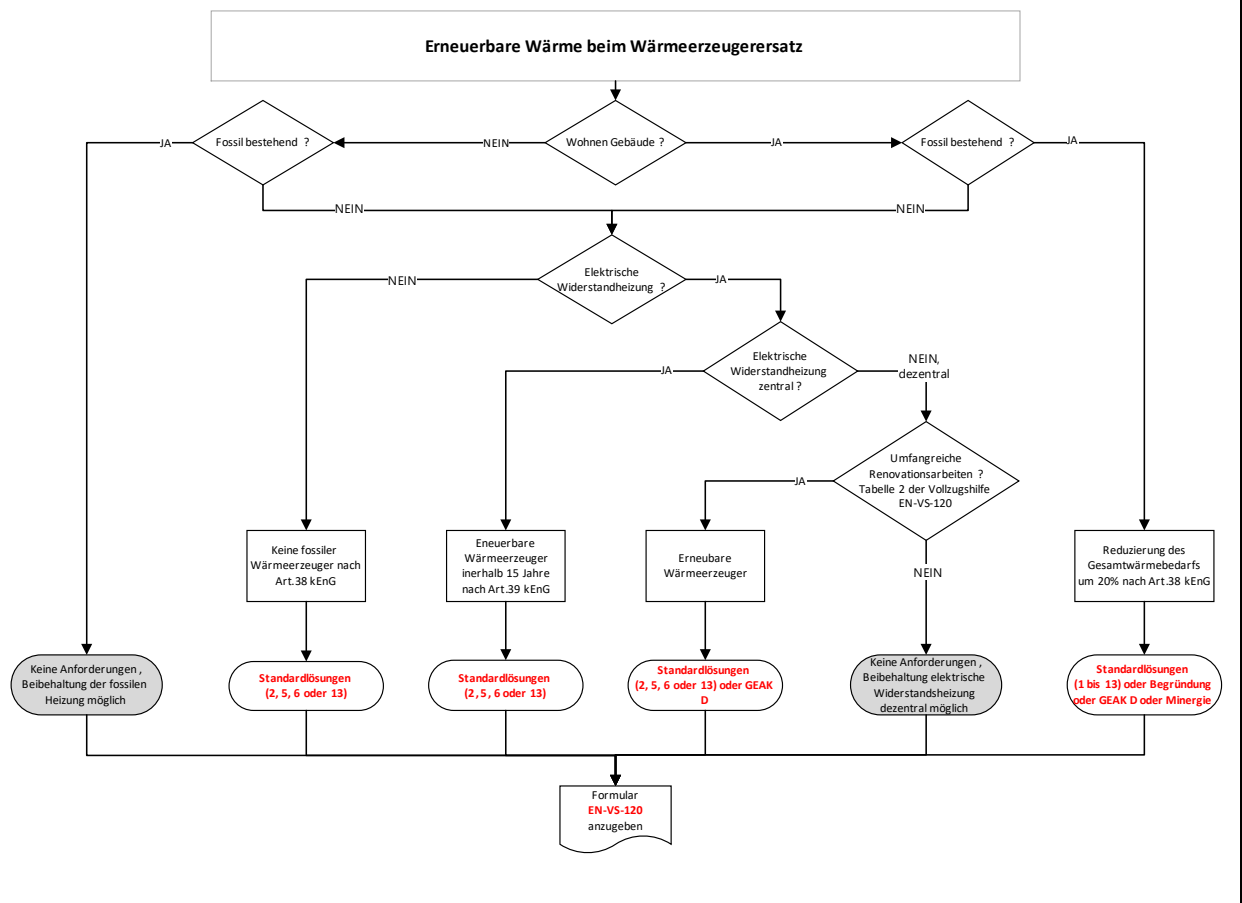 Erneuerbare Wärme beim Wärmeerzeugerersatz
Fossil bestehend ?
Wohnen Gebäude ?
Fossil bestehend ?
JA
NEIN
JA
JA
NEIN
NEIN
Elektrische
Widerstandheizung ?
NEIN
JA
Elektrische
Widerstandheizung
zentral ?
JA
NEIN,
dezentral
Umfangreiche
Renovationsarbeiten ?
Tabelle 2 der Vollzugshilfe
EN-VS-120
JA
NEIN
Keine fossiler
Wärmeerzeuger nach
Art.38 kEnG
Eneuerbare
Wärmeerzeuger
inerhalb 15 Jahre
nach Art.39 kEnG
Erneubare
Wärmeerzeuger
Reduzierung des
Gesamtwärmebedarfs
um 20% nach Art.38 kEnG
Keine Anforderungen ,
Beibehaltung der fossilen
Heizung möglich
Standardlösungen
(2, 5, 6 oder 13)
Standardlösungen
(2, 5, 6 oder 13)
Standardlösungen
(2, 5, 6 oder 13) oder GEAK
D
Keine Anforderungen ,
Beibehaltung elektrische
Widerstandsheizung
dezentral möglich
Standardlösungen
(1 bis 13) oder Begründung
oder GEAK D oder Minergie
Formular
EN-VS-120
anzugeben